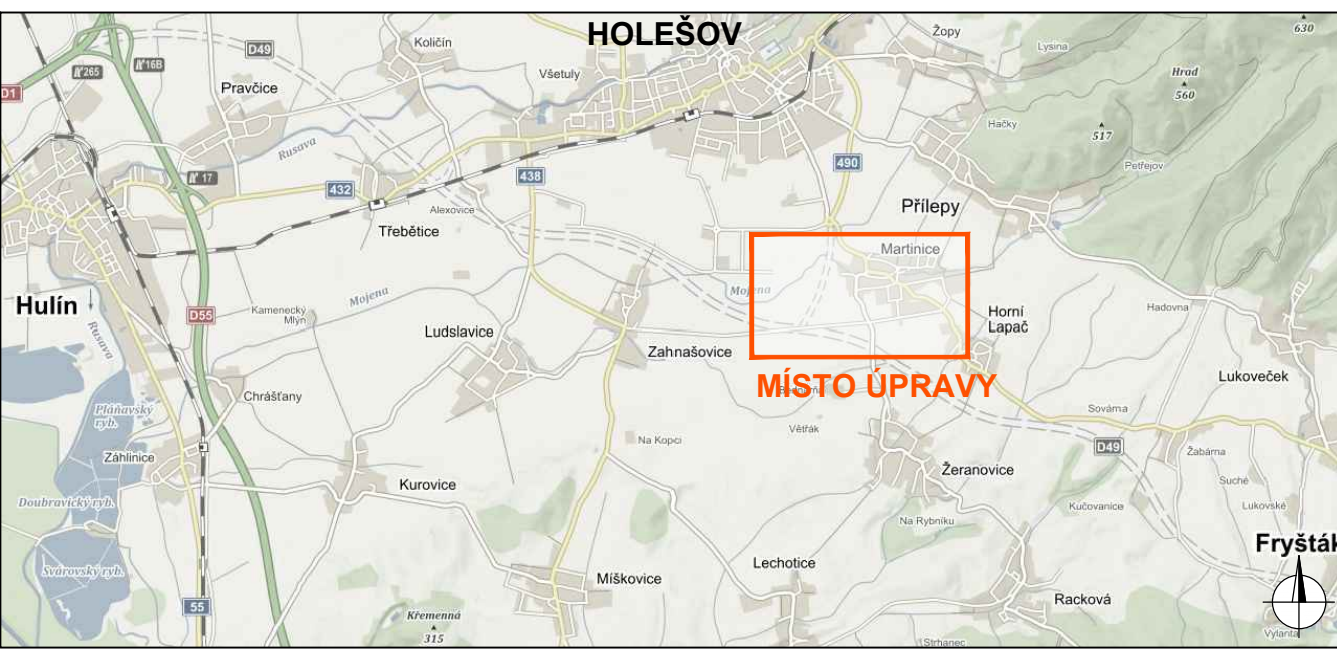 HOLEŠOV
Žopy
Lysina
630
Količín
D49
R'265
R'16B
Všetuly
Hrad
560
D1
Pravčice
Hačky
517
Rusava
Petřejov
490
R'17
432
438
Alexovice
Přílepy
Třebětice
Martinice
Mojena
Mojena
Hulín
Kamenecký
Mlýn
D55
Horní
Lapač
Hadovna
Rusava
Ludslavice
Zahnašovice
MÍSTO ÚPRAVY
Lukoveček
Chrášťany
Pláňavský
ryb.
Sovárna
Větřák
Na Kopci
D49
Žabárna
Záhlinice
Žeranovice
Kurovice
Suché
Doubravický ryb.
Kučovanice
Lukovské
Na Rybníku
Fryšták
Svárovský ryb.
Lechotice
Míškovice
Racková
55
Křemenná
315
Strhanec
Vylanta